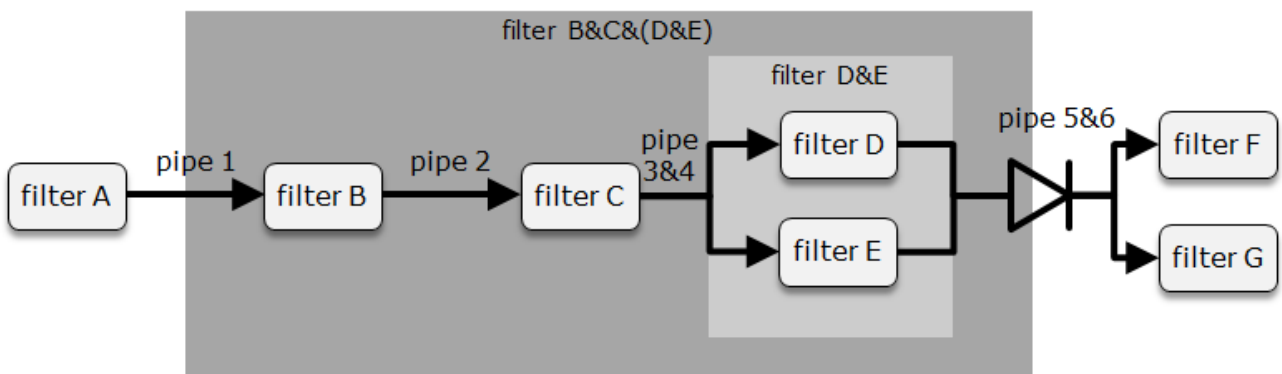 filter B&C&(D&E)
filter D&E
pipe 5&6
filter D
filter F
pipe 1
pipe 2
pipe
3&4
filter A
filter B
filter C
filter E
filter G